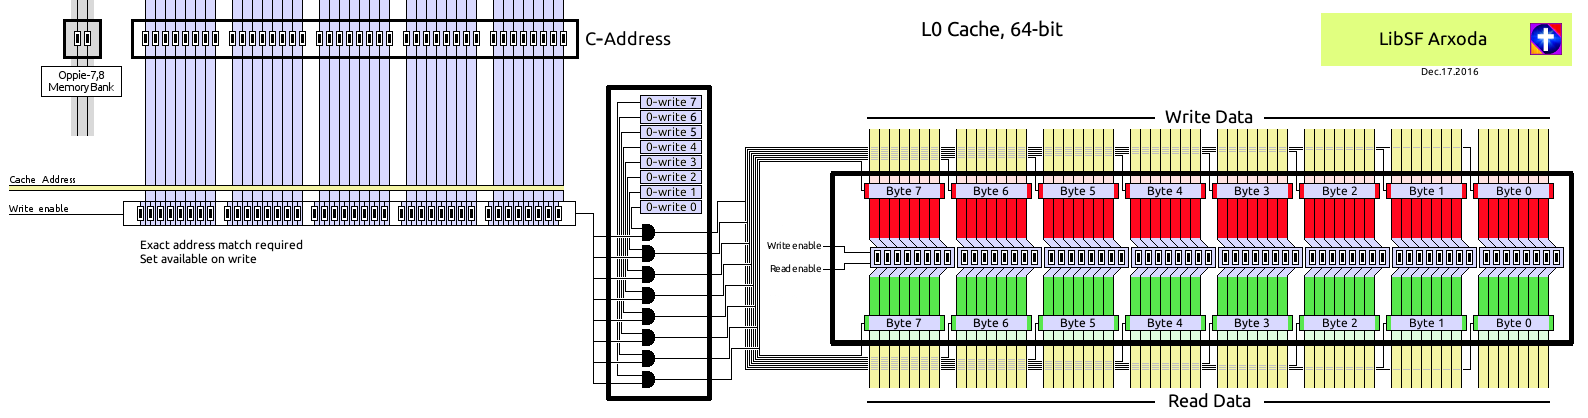 L0 Cache, 64-bit
LibSF Arxoda
Dec.17.2016
C-Address
Oppie-7,8
Memory Bank
Cache Address
Write enable
Exact address match required
Set available on write
0-write 7
0-write 6
0-write 5
0-write 4
0-write 3
0-write 2
0-write 1
0-write 0
Write Data
Byte 7 Byte 6 Byte 5 Byte 4 Byte 3 Byte 2 Byte 1 Byte 0
Write enable
Read enable
Byte 7 Byte 6 Byte 5 Byte 4 Byte 3 Byte 2 Byte 1 Byte 0
Read Data